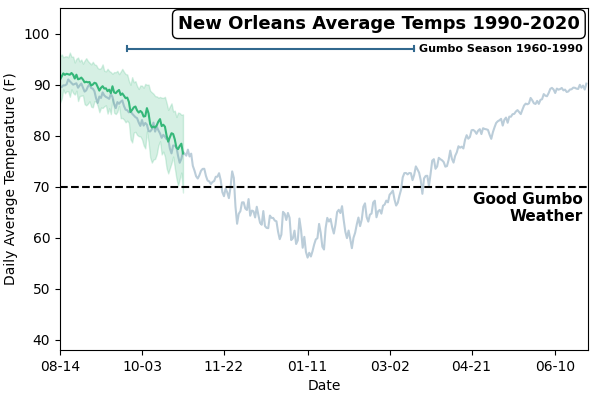 New Orleans Average Temps 1990-2020
Gumbo Season 1960-1990
100
90
80
70
60
50
40
Daily Average Temperature (F)
Good Gumbo
Weather
08-14
10-03
11-22
01-11
03-02
04-21
06-10
Date